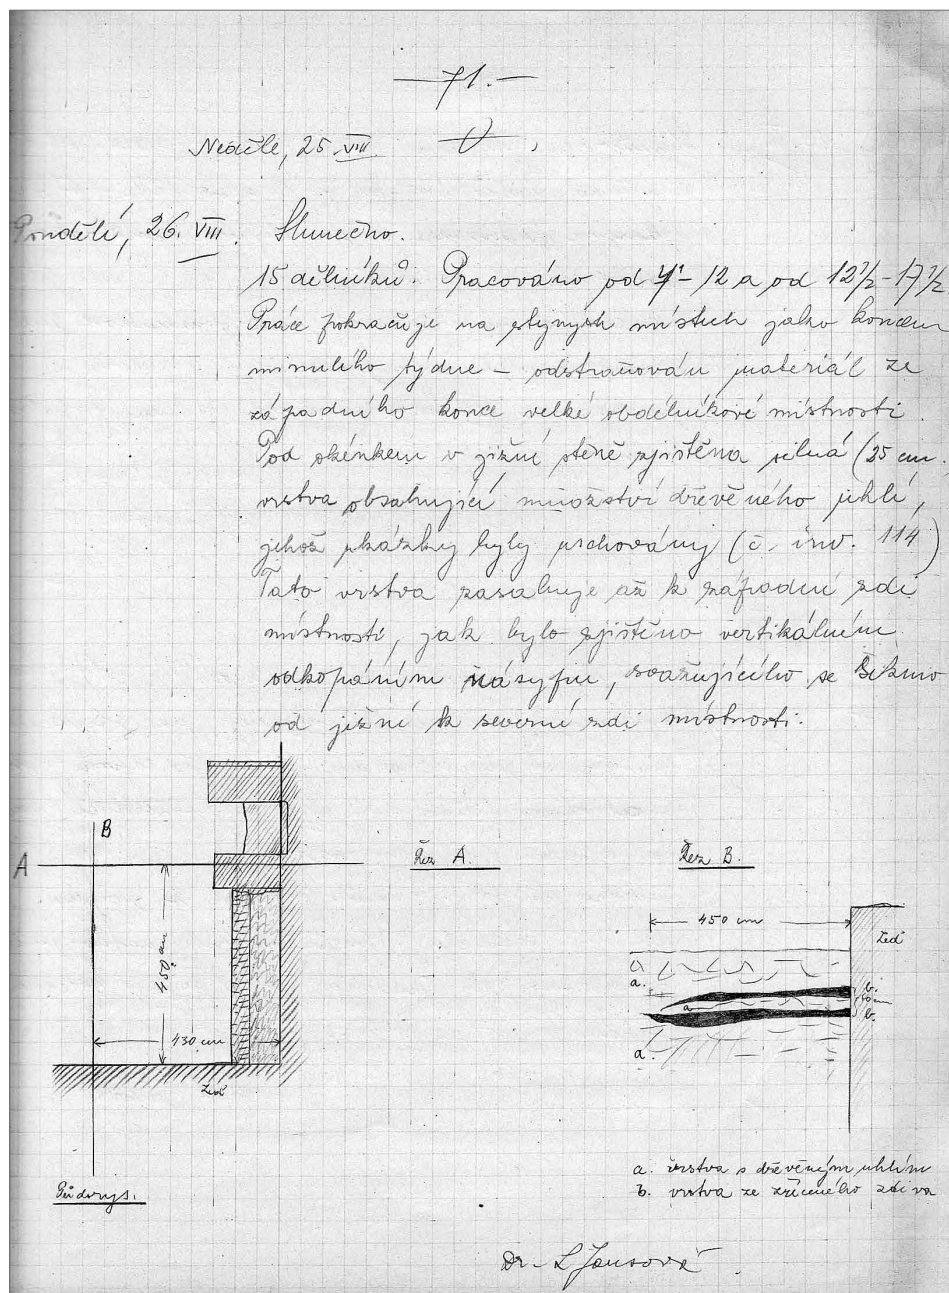 — 71. —
Neděle, 25. VIII.
Pondělí, 26. VIII. Slunečno.
15 dělníků. Pracováno od - 12 a od 12½ - 17½
Práce pokračuje na stejných místech jako koncem
minulého týdne – odstraňován materiál ze
západního konce velké obdélníkové místnosti.
Pod okénkem v jižní stěně zjištěna silná (25 cm.
vrstva obsahující množství dřevěného uhlí,
jehož ukázky byly uschovány (č. inv. 114)
Tato vrstva zasahuje až k západní zdi
místnosti, jak bylo zjištěno vertikálním
odkopáním násypu, svažujícího se šikmo
od jižní k severní zdi místnosti.
B
A
Řez A.
Řez B.
450 cm
Zeď
a.
b.
a
b.
450 cm
430 cm
a.
Zeď
a. vrstva s dřevěným uhlím
b. vrstva ze zříceného zdiva
Půdorys.
Dr. L Jansová